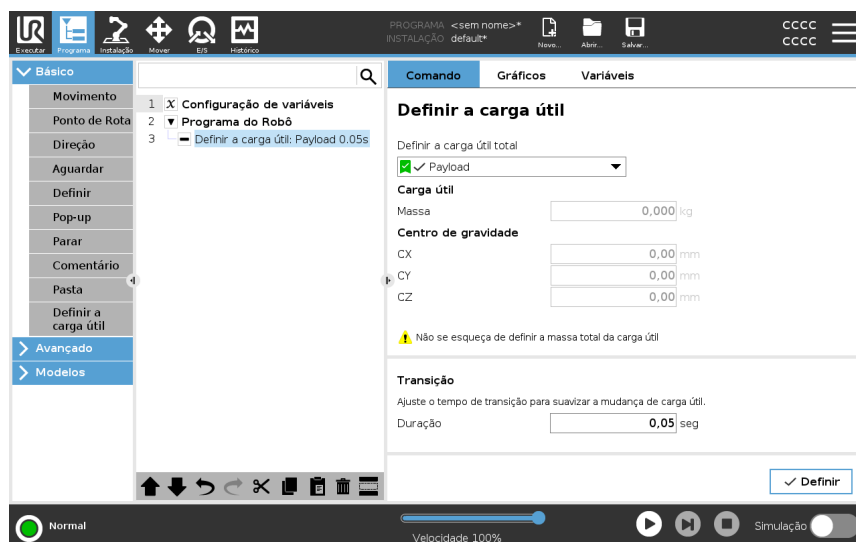 UR
Executar
Programa
Instalação
Mover
E/S
Histórico
PROGRAMA <sem nome>*
INSTALAÇÃO default*
Novo...
Abrir...
Salvar...
CCCC
CCCC
Básico
Movimento
Ponto de Rota
Direção
Aguardar
Definir
Pop-up
Parar
Comentário
Pasta
Definir a
carga útil
Avançado
Modelos
1 X Configuração de variáveis
2 Programa do Robô
3 Definir a carga útil: Payload 0.05s
Comando Gráficos Variáveis
Definir a carga útil
Definir a carga útil total
Payload
Carga útil
Massa 0,000 kg
Centro de gravidade
CX 0,00 mm
CY 0,00 mm
CZ 0,00 mm
Não se esqueça de definir a massa total da carga útil
Transição
Ajuste o tempo de transição para suavizar a mudança de carga útil.
Duração 0,05 seg
Definir
Normal
Velocidade 100%
Simulação